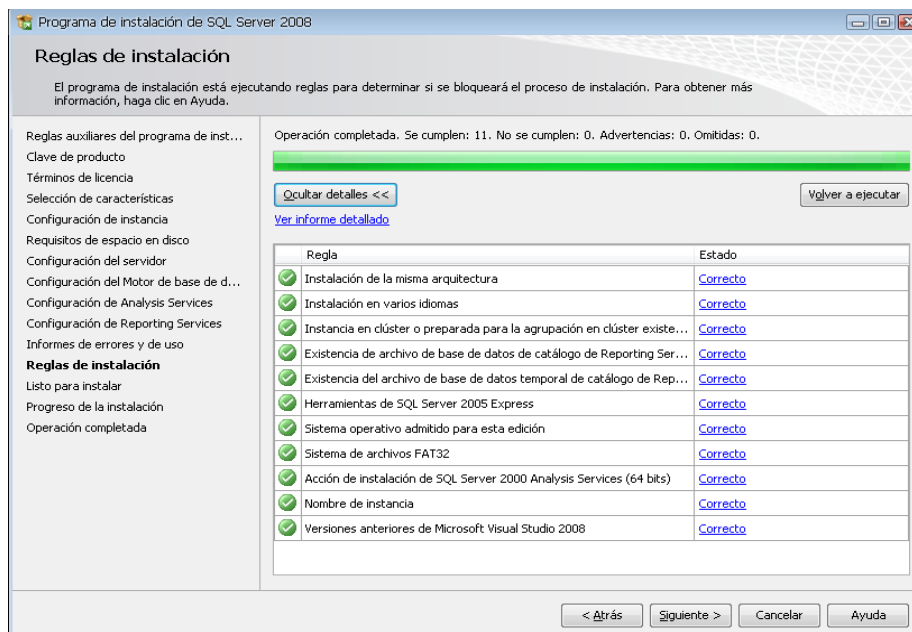 Programa de instalación de SQL Server 2008
Reglas de instalación
El programa de instalación está ejecutando reglas para determinar si se bloqueará el proceso de instalación. Para obtener más
información, haga clic en Ayuda.
Reglas auxiliares del programa de inst...
Clave de producto
Términos de licencia
Selección de características
Configuración de instancia
Requisitos de espacio en disco
Configuración del servidor
Configuración del Motor de base de d...
Configuración de Analysis Services
Configuración de Reporting Services
Informes de errores y de uso
Reglas de instalación
Listo para instalar
Progreso de la instalación
Operación completada
Operación completada. Se cumplen: 11. No se cumplen: 0. Advertencias: 0. Omitidas: 0.
Ocultar detalles << Volver a ejecutar
Ver informe detallado
Regla Estado
Instalación de la misma arquitectura Correcto
Instalación en varios idiomas Correcto
Instancia en clúster o preparada para la agrupación en clúster existe... Correcto
Existencia de archivo de base de datos de catálogo de Reporting Ser... Correcto
Existencia del archivo de base de datos temporal de catálogo de Rep... Correcto
Herramientas de SQL Server 2005 Express Correcto
Sistema operativo admitido para esta edición Correcto
Sistema de archivos FAT32 Correcto
Acción de instalación de SQL Server 2000 Analysis Services (64 bits) Correcto
Nombre de instancia Correcto
Versiones anteriores de Microsoft Visual Studio 2008 Correcto
< Atrás Siguiente > Cancelar Ayuda